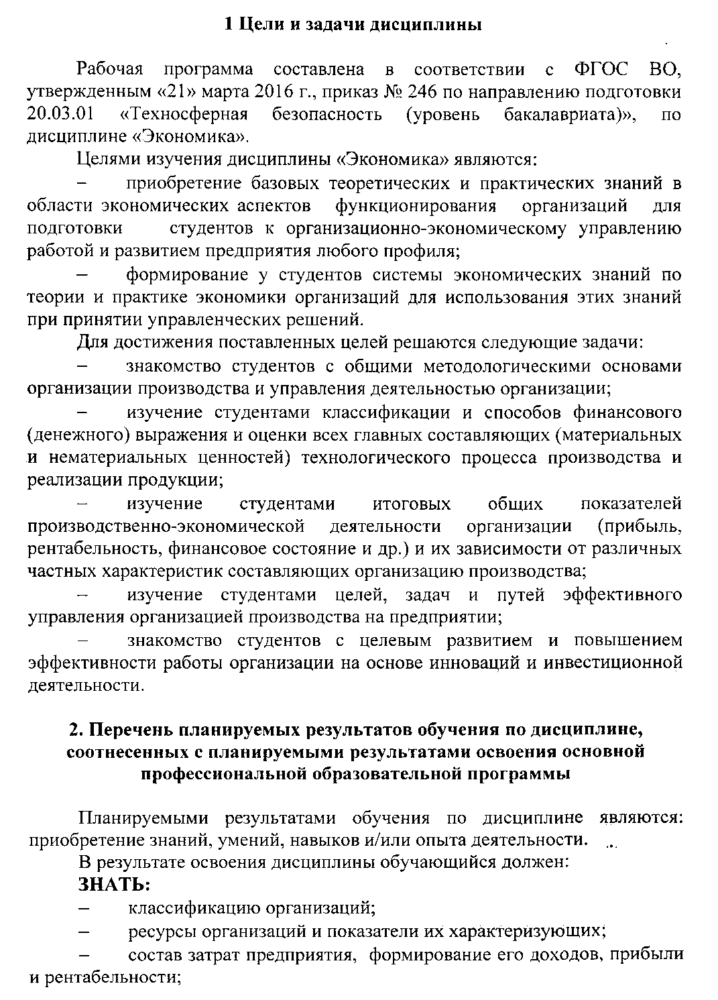 1 Цели и задачи дисциплины
Рабочая программа составлена в соответствии с ФГОС ВО,
утвержденным «21» марта 2016 г., приказ № 246 по направлению подготовки
20.03.01 «Техносферная безопасность (уровень бакалавриата)», по
дисциплине «Экономика».
Целями изучения дисциплины «Экономика» являются:
– приобретение базовых теоретических и практических знаний в
области экономических аспектов функционирования организаций для
подготовки студентов к организационно-экономическому управлению
работой и развитием предприятия любого профиля;
– формирование у студентов системы экономических знаний по
теории и практике экономики организаций для использования этих знаний
при принятии управленческих решений.
Для достижения поставленных целей решаются следующие задачи:
– знакомство студентов с общими методологическими основами
организации производства и управления деятельностью организации;
– изучение студентами классификации и способов финансового
(денежного) выражения и оценки всех главных составляющих (материальных
и нематериальных ценностей) технологического процесса производства и
реализации продукции;
– изучение студентами итоговых общих показателей
производственно-экономической деятельности организации (прибыль,
рентабельность, финансовое состояние и др.) и их зависимости от различных
частных характеристик составляющих организацию производства;
– изучение студентами целей, задач и путей эффективного
управления организацией производства на предприятии;
– знакомство студентов с целевым развитием и повышением
эффективности работы организации на основе инноваций и инвестиционной
деятельности.
2. Перечень планируемых результатов обучения по дисциплине,
соотнесенных с планируемыми результатами освоения основной
профессиональной образовательной программы
Планируемыми результатами обучения по дисциплине являются:
приобретение знаний, умений, навыков и/или опыта деятельности.
В результате освоения дисциплины обучающийся должен:
ЗНАТЬ:
– классификацию организаций;
– ресурсы организаций и показатели их характеризующих;
– состав затрат предприятия, формирование его доходов, прибыли
и рентабельности;